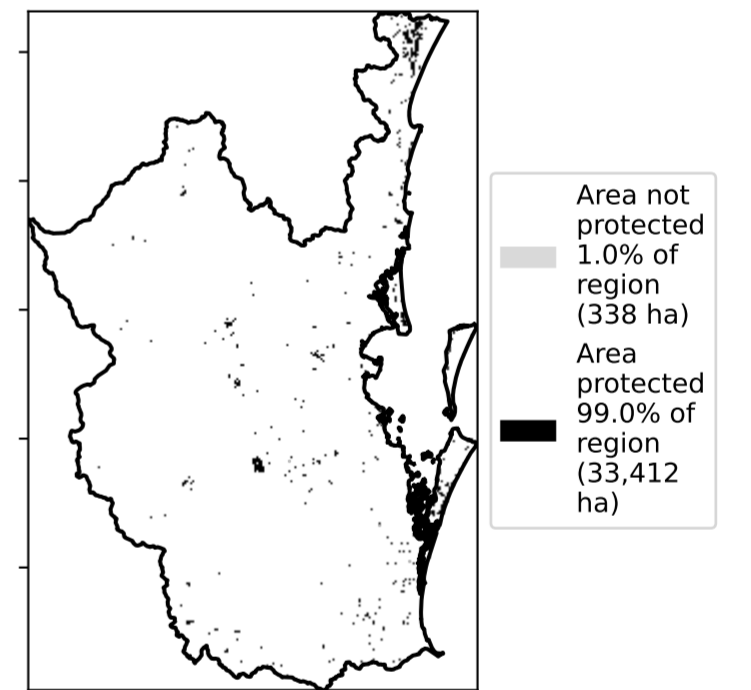 Area not
protected
1.0% of
region
(338 ha)
Area
protected
99.0% of
region
(33,412
ha)